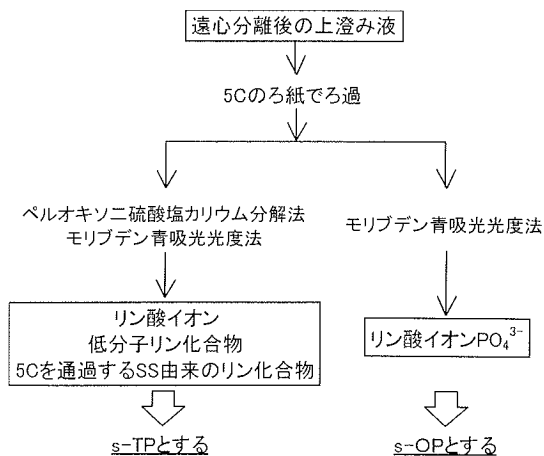 遠心分離後の上澄み液
5Cのろ紙でろ過
ペルオキソ二硫酸塩カリウム分解法
モリブデン青吸光光度法
モリブデン青吸光光度法
リン酸イオン
低分子リン化合物
5Cを通過するSS由来のリン化合物
リン酸イオンPO₄³⁻
s-TPとする
s-OPとする